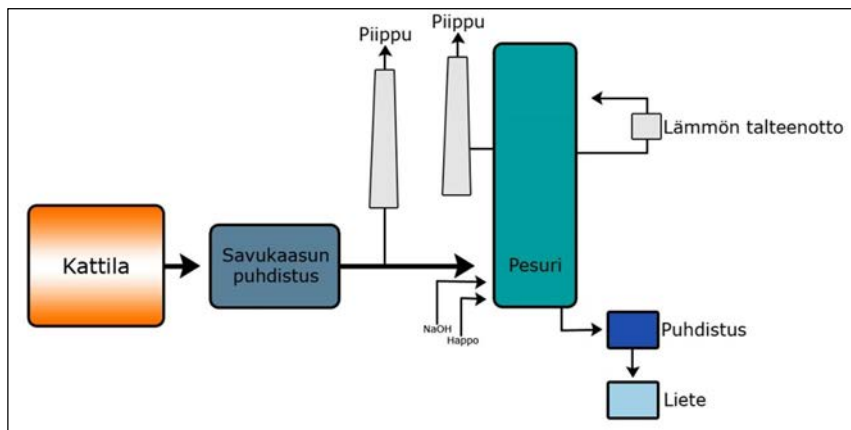 Piippu
Piippu
Lämmön talteenotto
Kattila
Savukaasun
puhdistus
Pesuri
NaOH
Happo
Puhdistus
Liete